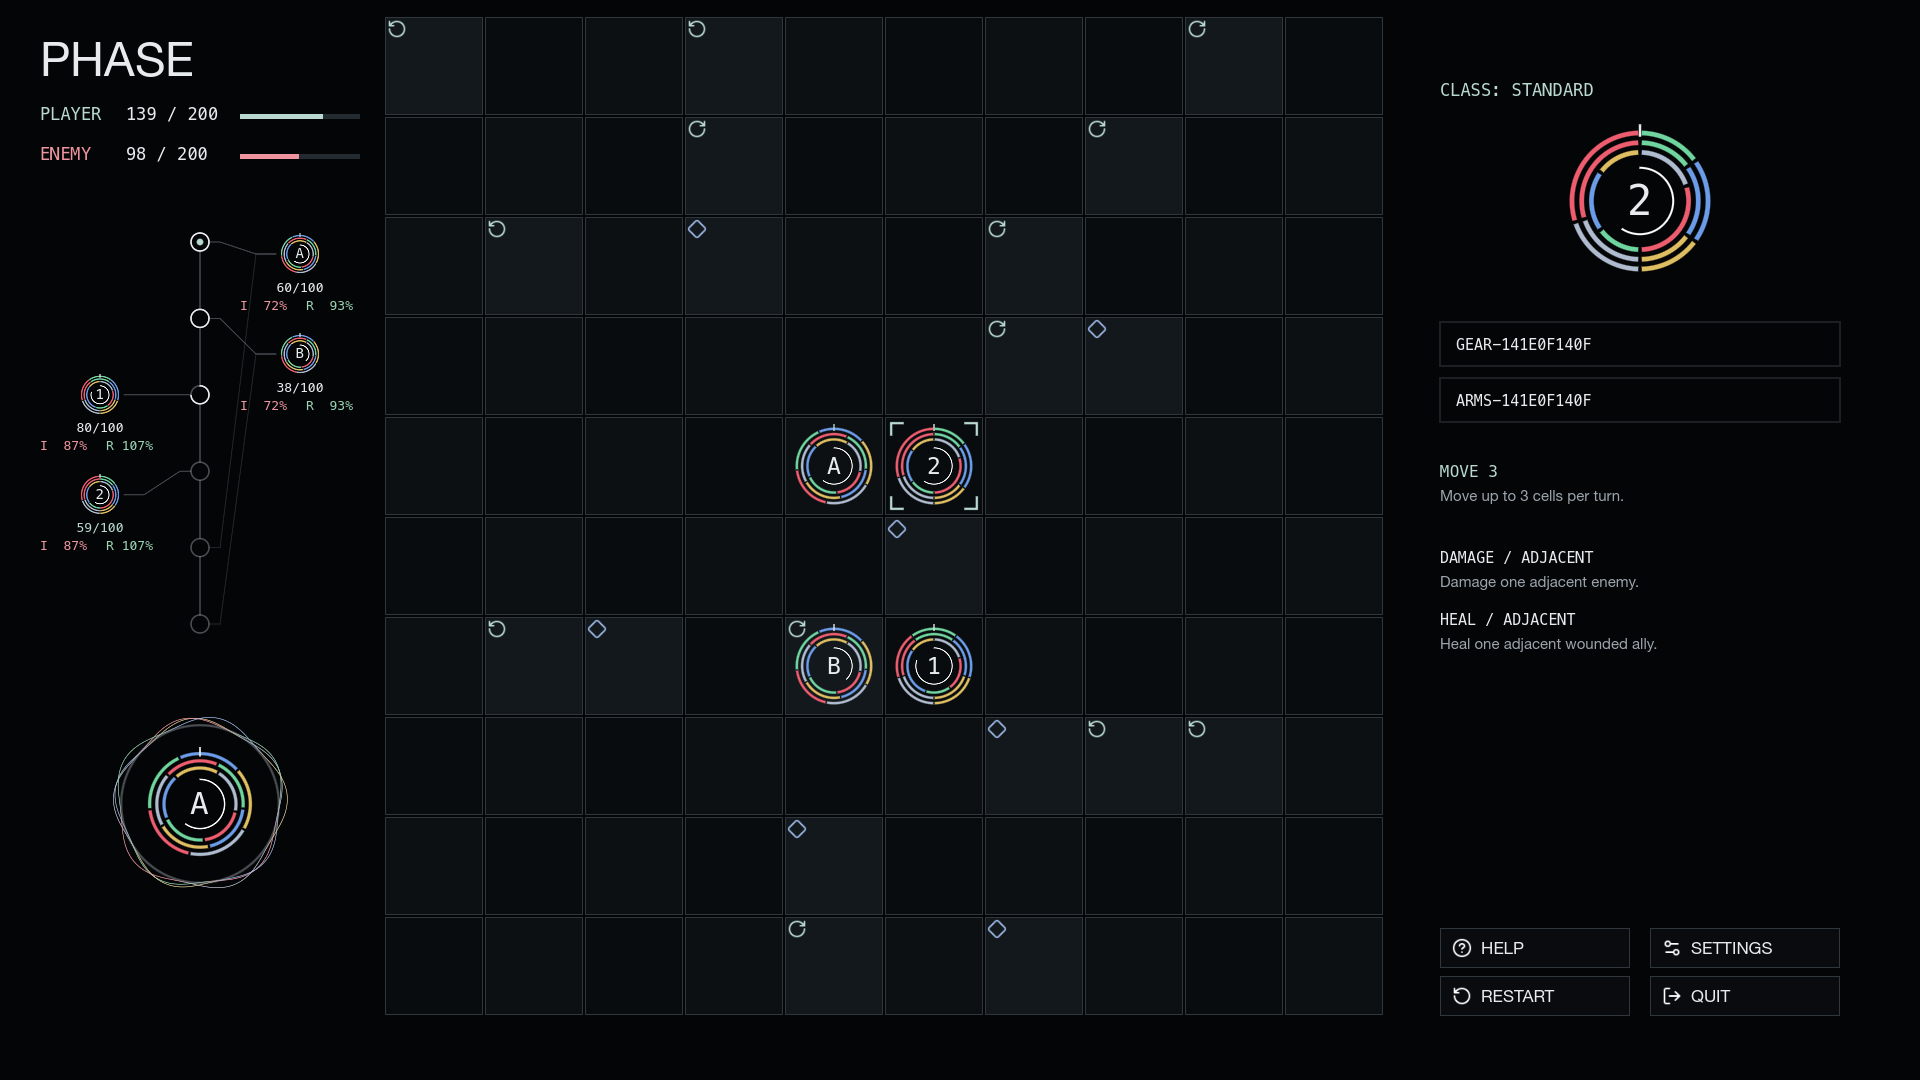 PHASE
PLAYER 139 / 200
ENEMY 98 / 200
A
60/100
I 72% R 93%
B
38/100
I 72% R 93%
1
80/100
I 87% R 107%
2
59/100
I 87% R 107%
A
A
2
B
1
CLASS: STANDARD
2
GEAR-141E0F140F
ARMS-141E0F140F
MOVE 3
Move up to 3 cells per turn.
DAMAGE / ADJACENT
Damage one adjacent enemy.
HEAL / ADJACENT
Heal one adjacent wounded ally.
HELP
SETTINGS
RESTART
QUIT